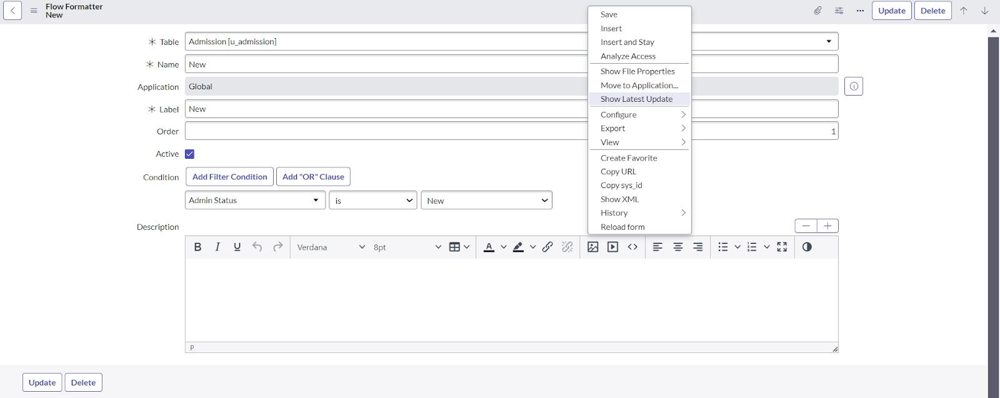 Flow Formatter
New
Update
Delete
Table
Admission [u_admission]
Name
New
Application
Global
Label
New
Order
1
Active
Condition
Add Filter Condition
Add "OR" Clause
Admin Status
is
New
Description
Save
Insert
Insert and Stay
Analyze Access
Show File Properties
Move to Application...
Show Latest Update
Configure
Export
View
Create Favorite
Copy URL
Copy sys_id
Show XML
History
Reload form
B I U Verdana 8pt A
P
Update
Delete